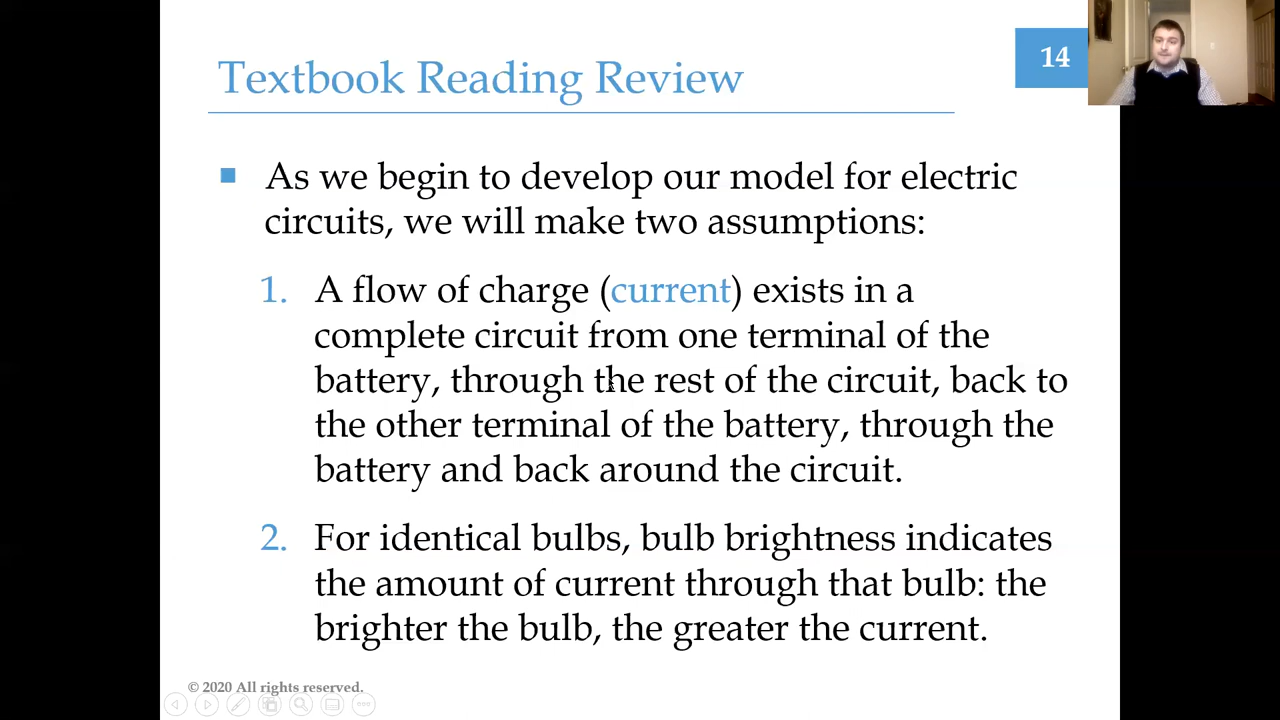 Textbook Reading Review
14
■ As we begin to develop our model for electric
circuits, we will make two assumptions:
1. A flow of charge (current) exists in a
complete circuit from one terminal of the
battery, through the rest of the circuit, back to
the other terminal of the battery, through the
battery and back around the circuit.
2. For identical bulbs, bulb brightness indicates
the amount of current through that bulb: the
brighter the bulb, the greater the current.
© 2020 All rights reserved.